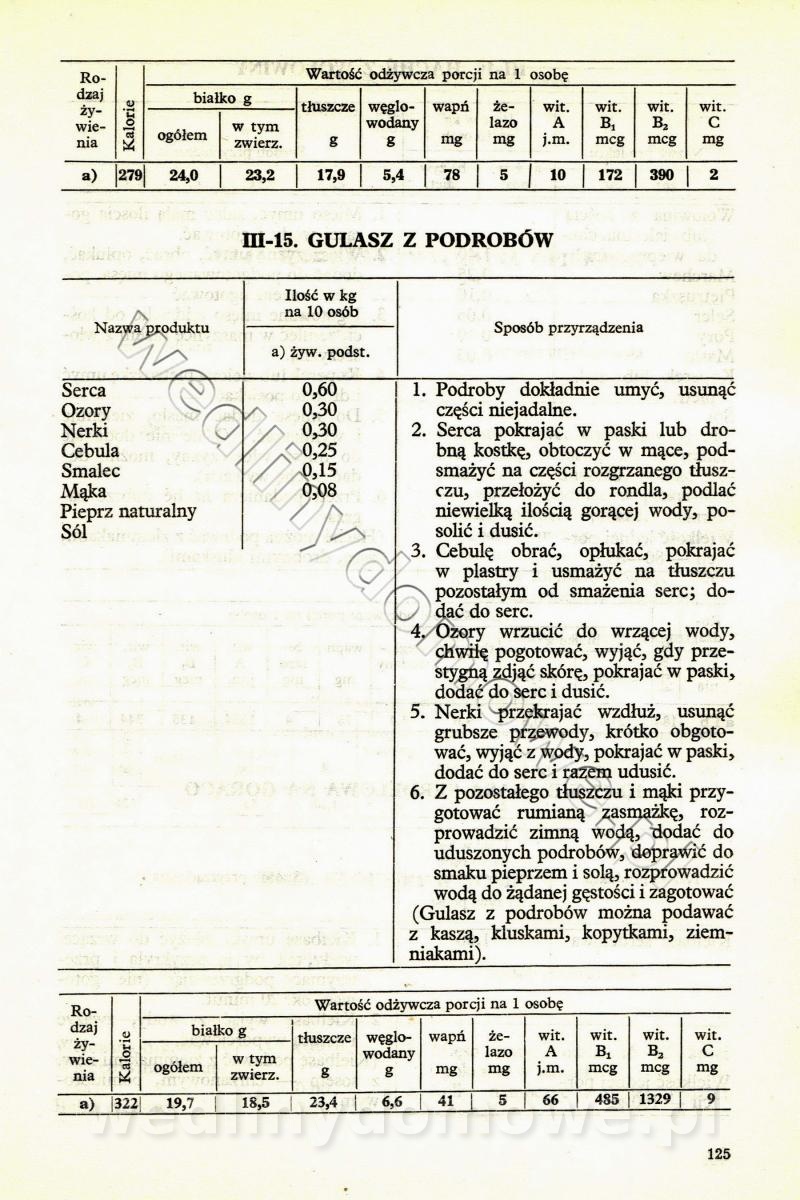 Ro-
dzaj
ży-
wie-
nia
Kalorie
Wartość odżywcza porcji na 1 osobę
białko g
ogółem
w tym
zwierz.
tłuszcze
g
węglo-
wodany
g
wapń
mg
że-
lazo
mg
wit.
A
j.m.
wit.
B₁
mcg
wit.
B₂
mcg
wit.
C
mg
a) 279 24,0 23,2 17,9 5,4 78 5 10 172 390 2
III-15. GULASZ Z PODROBÓW
Nazwa produktu
Ilość w kg
na 10 osób
a) żyw. podst.
Sposób przyrządzenia
Serca 0,60
Ozory 0,30
Nerki 0,30
Cebula 0,25
Smalec 0,15
Mąka 0,08
Pieprz naturalny
Sól
1. Podroby dokładnie umyć, usunąć
części niejadalne.
2. Serca pokrajać w paski lub dro-
bną kostkę, obtoczyć w mące, pod-
smażyć na części rozgrzanego tłusz-
czu, przełożyć do rondla, podlać
niewielką ilością gorącej wody, po-
solić i dusić.
3. Cebulę obrać, opłukać, pokrajać
w plastry i usmażyć na tłuszczu
pozostałym od smażenia serc; do-
dać do serc.
4. Ozory wrzucić do wrzącej wody,
chwilę pogotować, wyjąć, gdy prze-
stygną zdjąć skórę, pokrajać w paski,
dodać do serc i dusić.
5. Nerki przekrajać wzdłuż, usunąć
grubsze przewody, krótko obgoto-
wać, wyjąć z wody, pokrajać w paski,
dodać do serc i razem udusić.
6. Z pozostałego tłuszczu i mąki przy-
gotować rumianą zasmażkę, roz-
prowadzić zimną wodą, dodać do
uduszonych podrobów, doprawić do
smaku pieprzem i solą, rozprowadzić
wodą do żądanej gęstości i zagotować
(Gulasz z podrobów można podawać
z kaszą, kluskami, kopytkami, ziem-
niakami).
Ro-
dzaj
ży-
wie-
nia
Kalorie
Wartość odżywcza porcji na 1 osobę
białko g
ogółem
w tym
zwierz.
tłuszcze
g
węglo-
wodany
g
wapń
mg
że-
lazo
mg
wit.
A
j.m.
wit.
B₁
mcg
wit.
B₂
mcg
wit.
C
mg
a) 322 19,7 18,5 23,4 6,6 41 5 66 485 1329 9
125
wedlinydomowe.pl
wedlinydomowe.pl